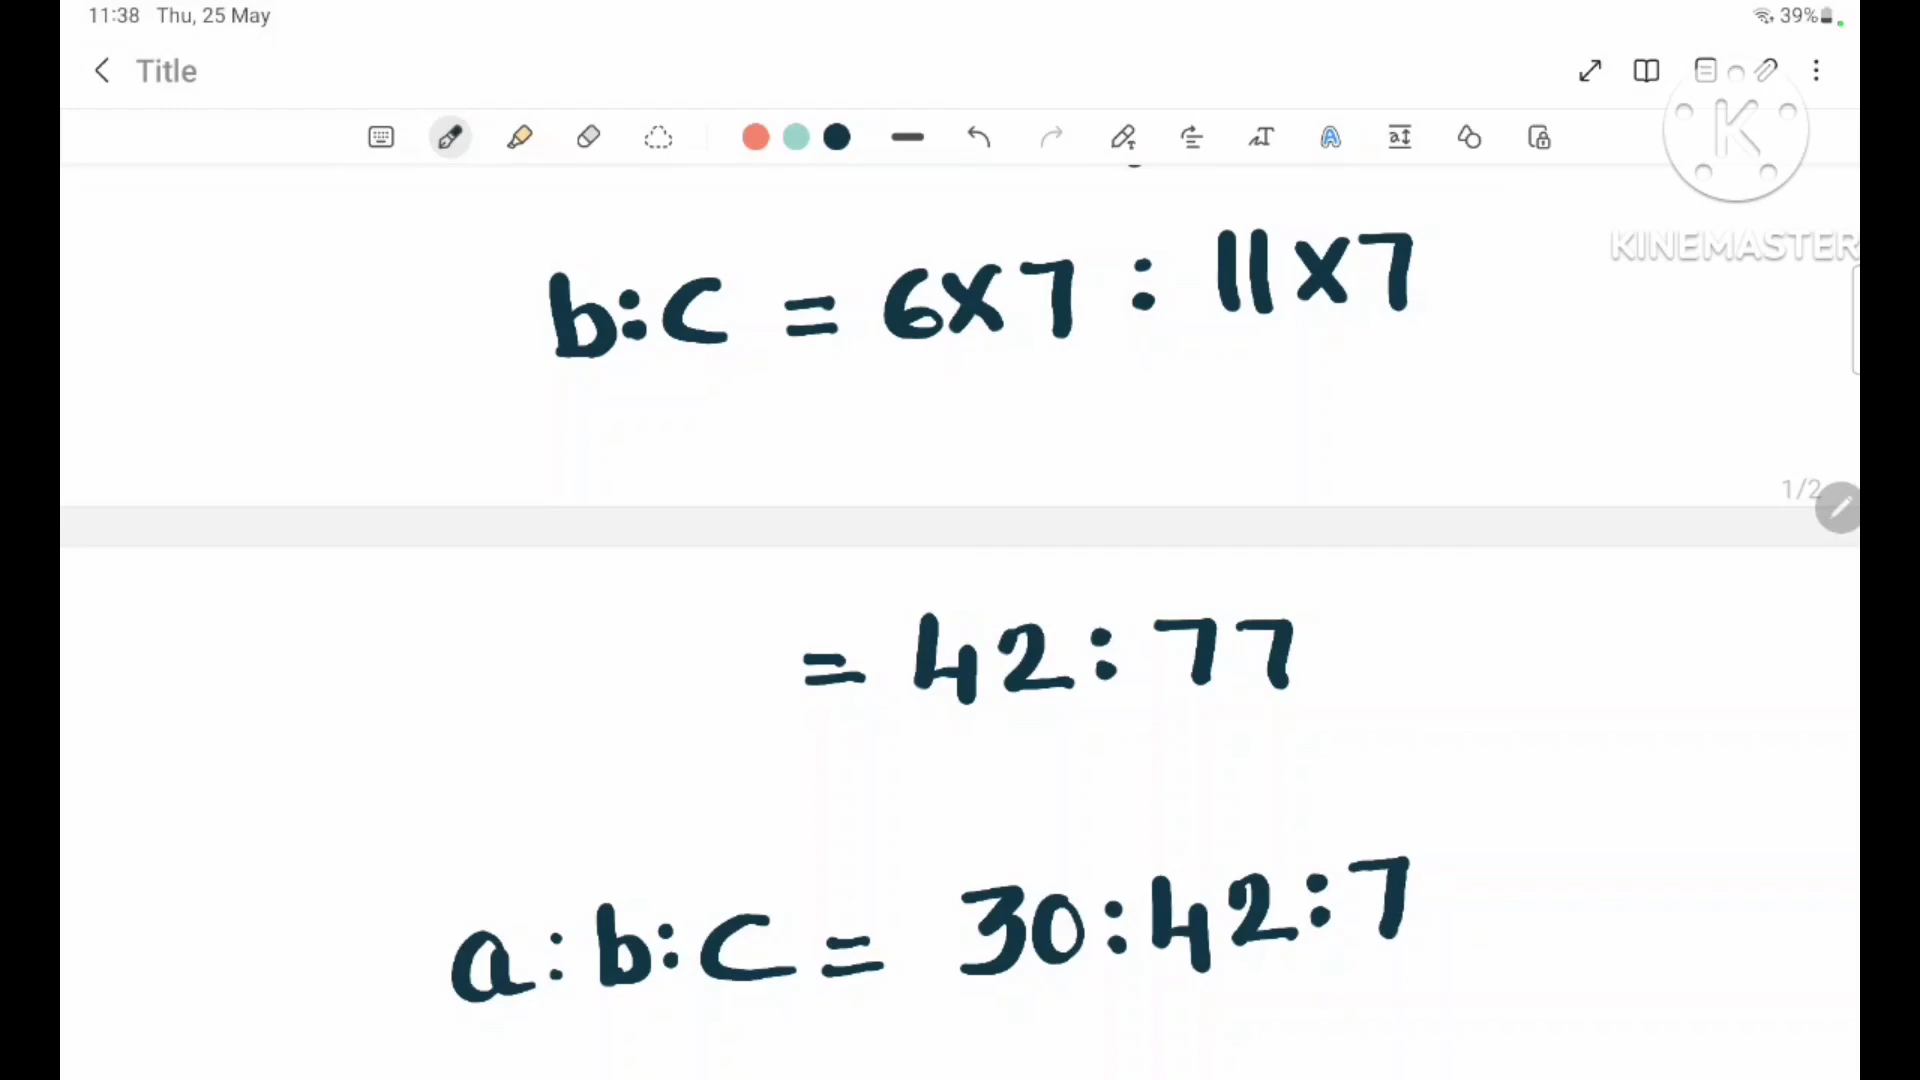 11:38 Thu, 25 May 39%
Title
K
KINEMASTER
b:c = 6x7 : 11x7
1/2
= 42:77
a:b:c = 30:42:7